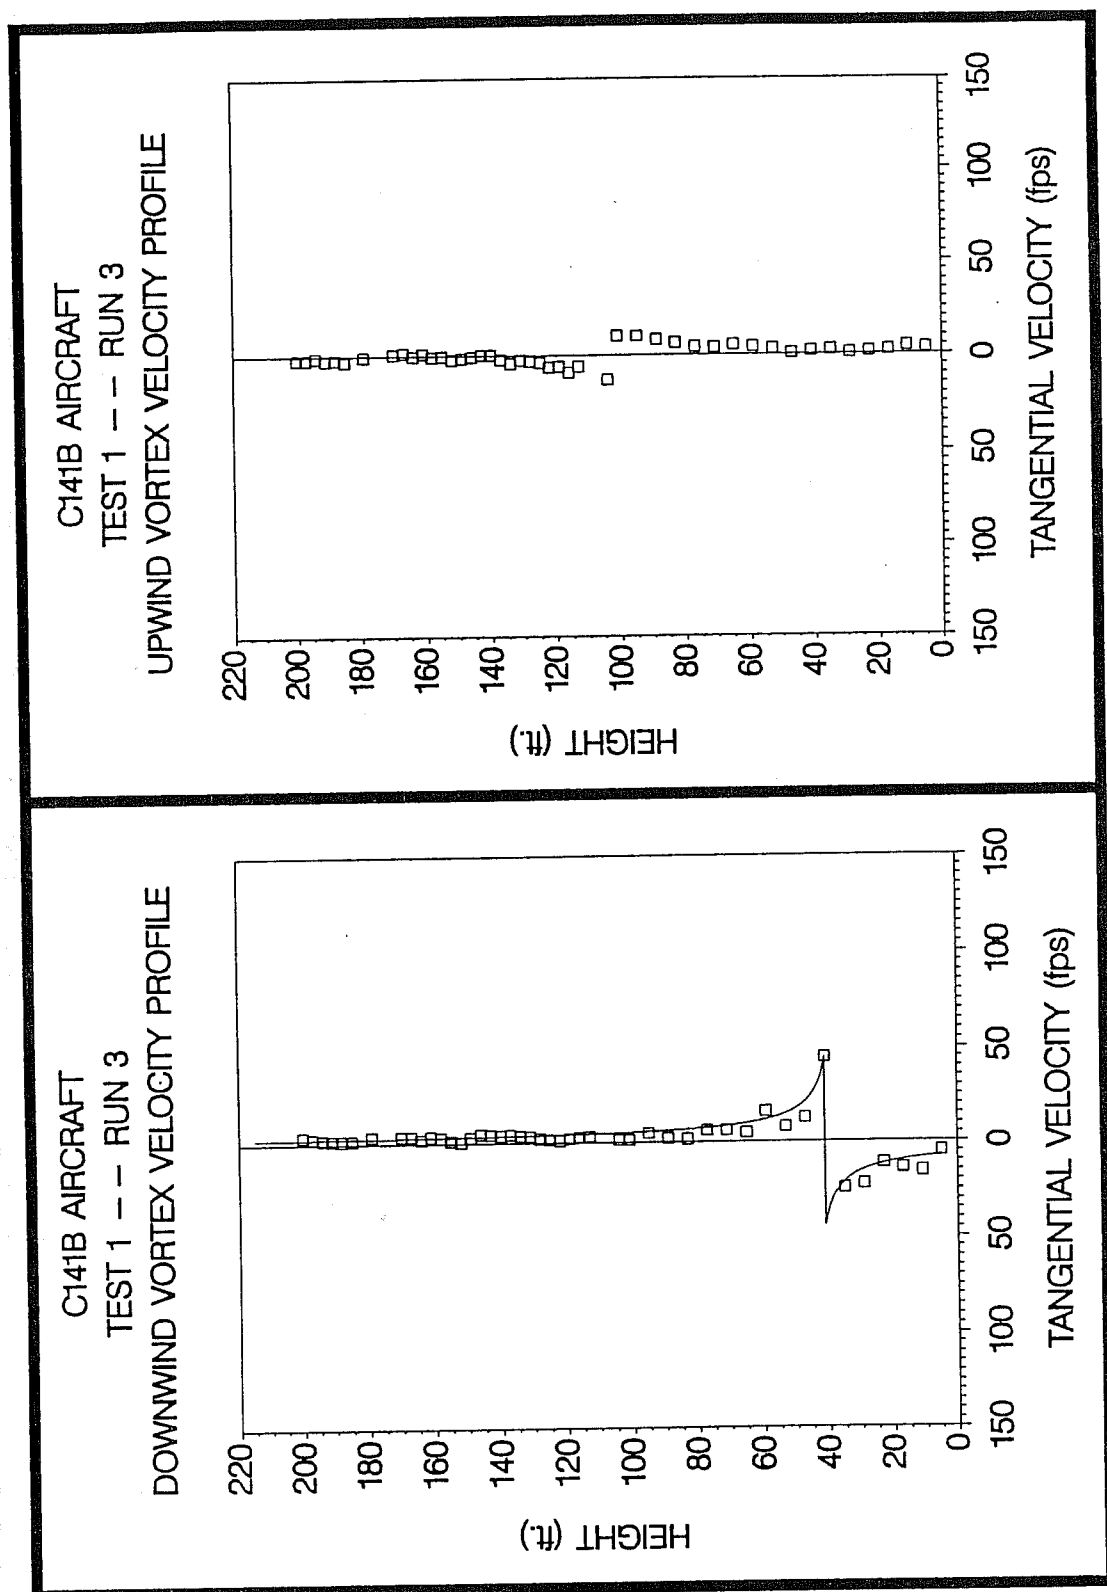 C141B AIRCRAFT
TEST 1 -- RUN 3
DOWNWIND VORTEX VELOCITY PROFILE
HEIGHT (ft.)
220
200
180
160
140
120
100
80
60
40
20
0
150 100 50 0 50 100 150
TANGENTIAL VELOCITY (fps)
C141B AIRCRAFT
TEST 1 -- RUN 3
UPWIND VORTEX VELOCITY PROFILE
HEIGHT (ft.)
220
200
180
160
140
120
100
80
60
40
20
0
150 100 50 0 50 100 150
TANGENTIAL VELOCITY (fps)